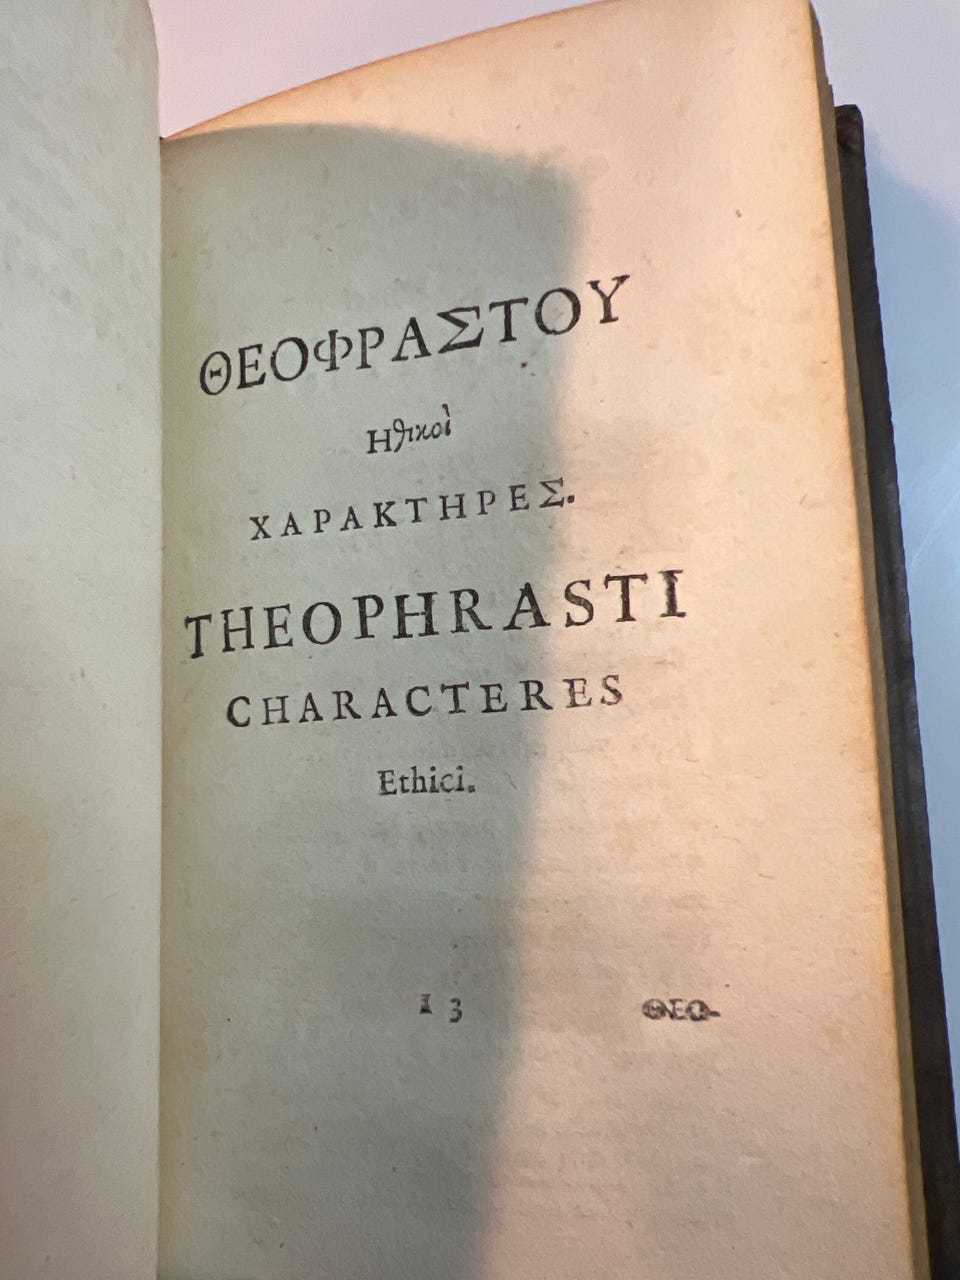 ΘΕΟΦΡΑΣΤΟΥ
Ηθικοὶ
ΧΑΡΑΚΤΗΡΕΣ.
THEOPHRASTI
CHARACTERES
Ethici.
I 3 ΘΕΟ-